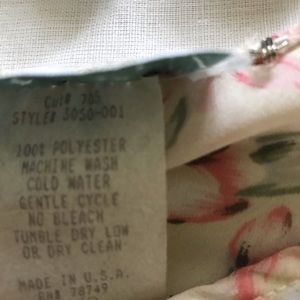 Cut# 705
STYLE# 3050-001
100% POLYESTER
MACHINE WASH
COLD WATER
GENTLE CYCLE
NO BLEACH
TUMBLE DRY LOW
OR DRY CLEAN
MADE IN U.S.A.
RN# 78749